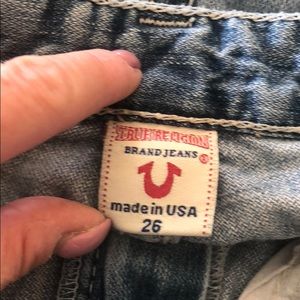 TRUE RELIGION
BRAND JEANS ®
made in USA
26